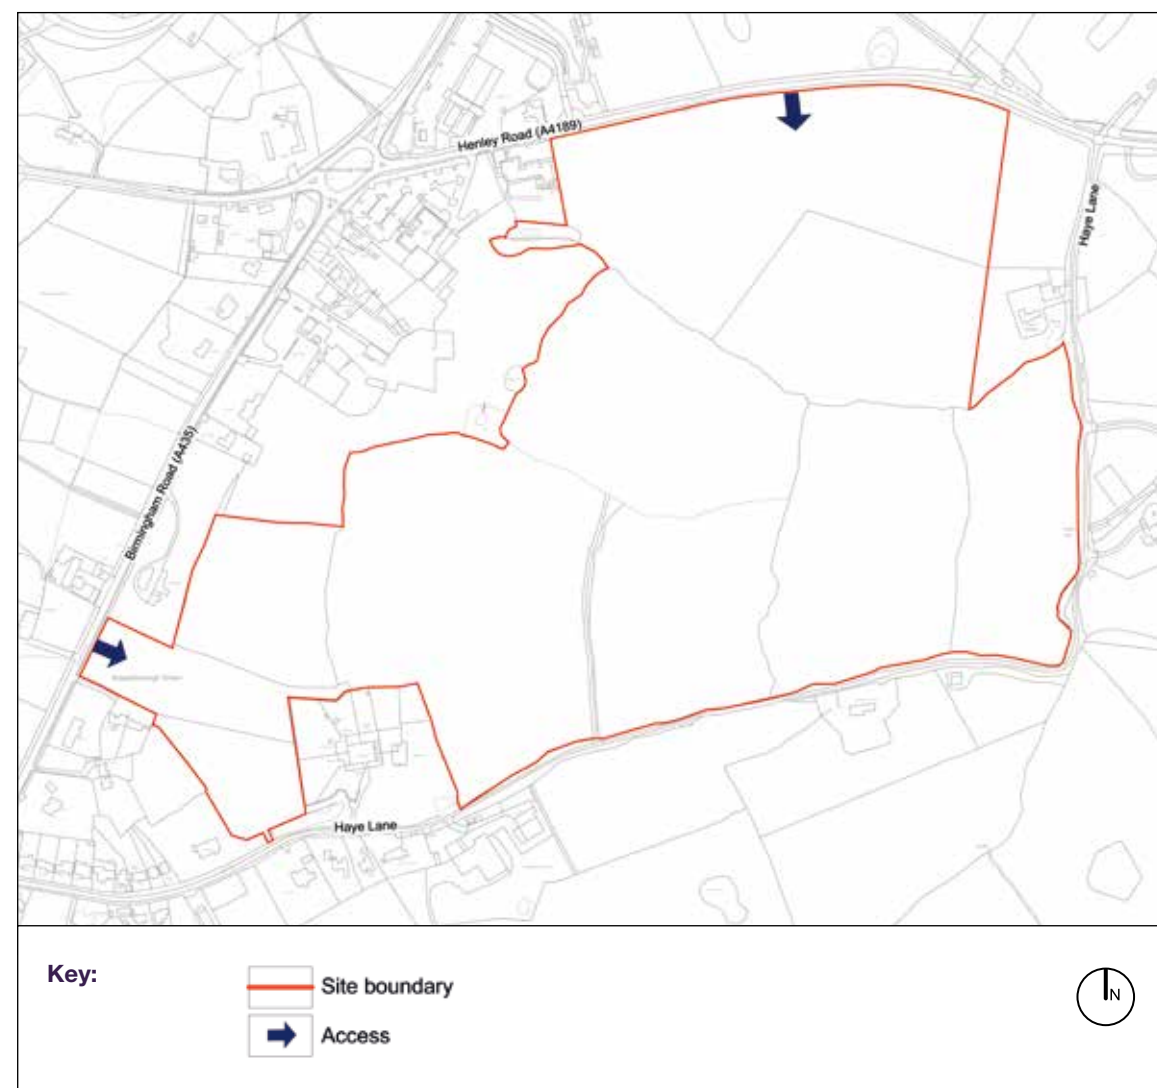 Henley Road (A4189)
Haye Lane
Birmingham Road (A435)
Haye Lane
Key:
Site boundary
Access
N